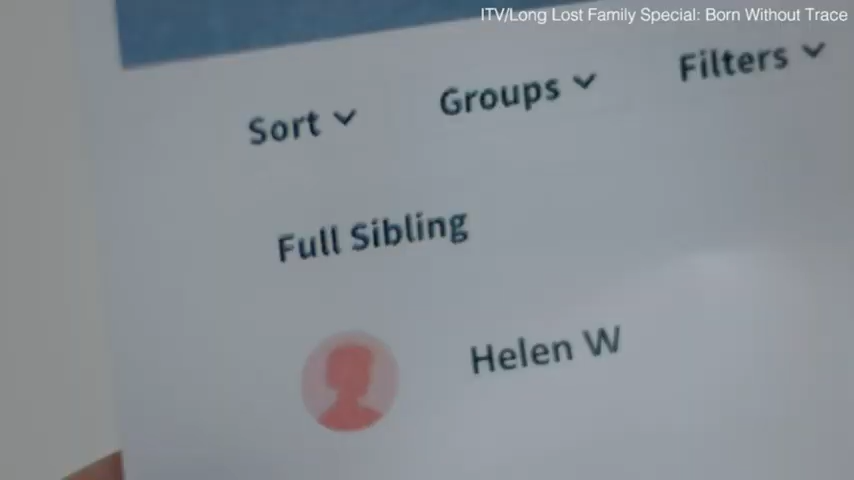 ITV/Long Lost Family Special: Born Without Trace
Sort Groups Filters
Full Sibling
Helen W